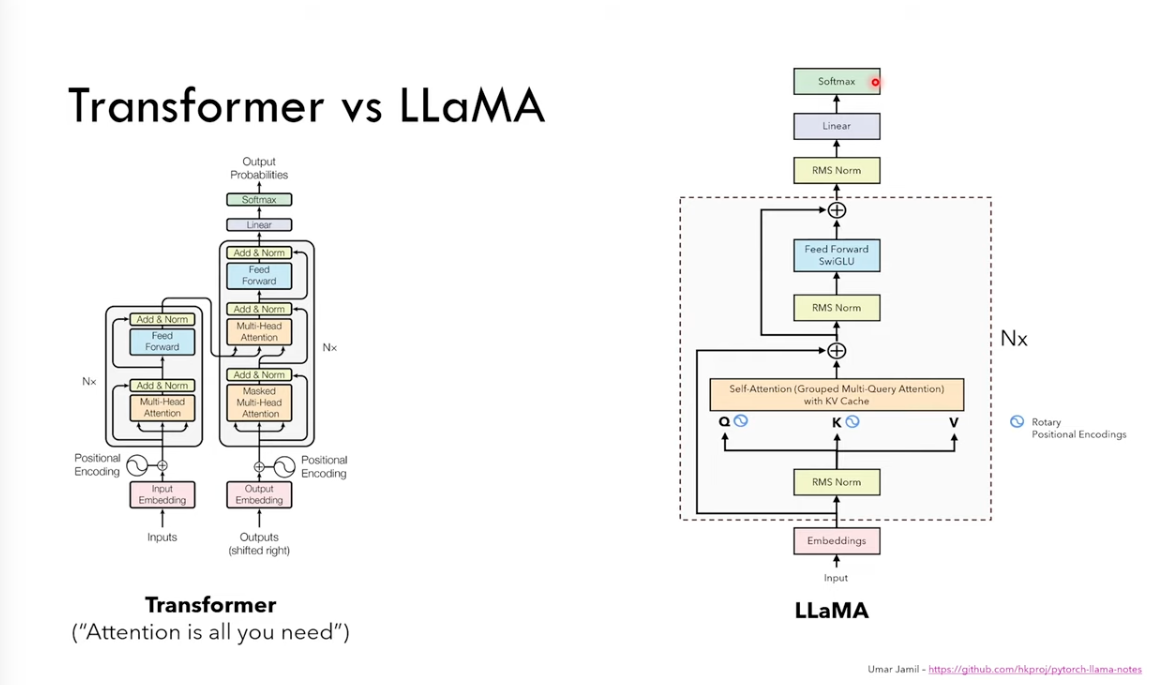 Transformer vs LLaMA
Output
Probabilities
Softmax
Linear
Add & Norm
Feed
Forward
Add & Norm
Multi-Head
Attention
Add & Norm
Masked
Multi-Head
Attention
Nx
Add & Norm
Feed
Forward
Nx
Add & Norm
Multi-Head
Attention
Positional
Encoding
Positional
Encoding
Input
Embedding
Output
Embedding
Inputs
Outputs
(shifted right)
Transformer
("Attention is all you need")
Softmax
Linear
RMS Norm
Feed Forward
SwiGLU
RMS Norm
Nx
Self-Attention (Grouped Multi-Query Attention)
with KV Cache
Q
K
V
Rotary
Positional Encodings
RMS Norm
Embeddings
Input
LLaMA
Umar Jamil – https://github.com/hkproj/pytorch-llama-notes